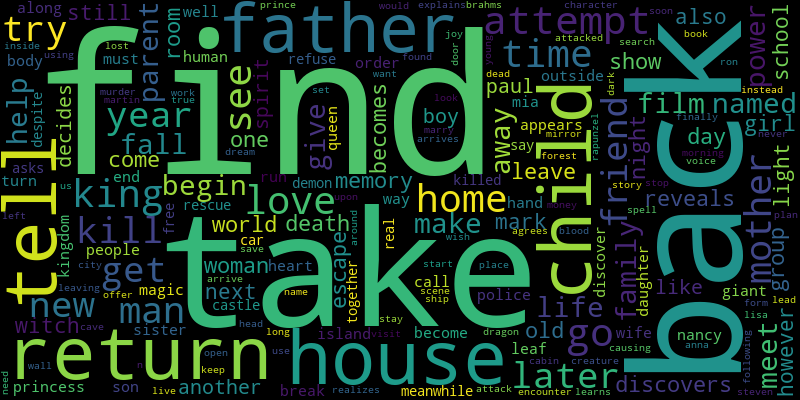 find
take
back
return
house
child
tell
father
home
king
kill
get
man
new
try
help
fall
year
see
parent
room
still
along
well
human
body
inside
using
despite
must
decides
lost
murder
martin
true
work
asks
turn
us
left
come
end
dream
spirit
refuse
order
set
one
give
queen
run
joy
door
want
found
becomes
boy
look
marry
arrives
young
dead
away
paul
mia
say
appears
mirror
forest
leave
time
attempt
prince
would
explains
brahms
character
soon
attacked
search
outside
dark
rapunzel
friend
night
show
film
named
book
ron
also
power
school
instead
girl
day
finally
never
morning
voice
light
story
stop
spell
plan
reveals
mother
family
discover
daughter
like
giant
group
form
lisa
lead
however
following
meet
nancy
anna
causing
discovers
steven
wife
go
old
life
later
hand
killed
mark
agrees
blood
money
way
memory
demon
love
begin
rescue
upon
free
world
death
make
wish
real
around
escape
car
save
woman
heart
call
start
place
scene
ship
police
together
arrive
next
castle
name
stay
island
visit
become
dragon
leaf
cabin
creature
encounter
learns
attack
meanwhile
break
realizes
long
use
head
sister
another
open
keep
live
son
wall
n
princess
need
witch
cave
magic
offer
leaving
city
people
kingdom